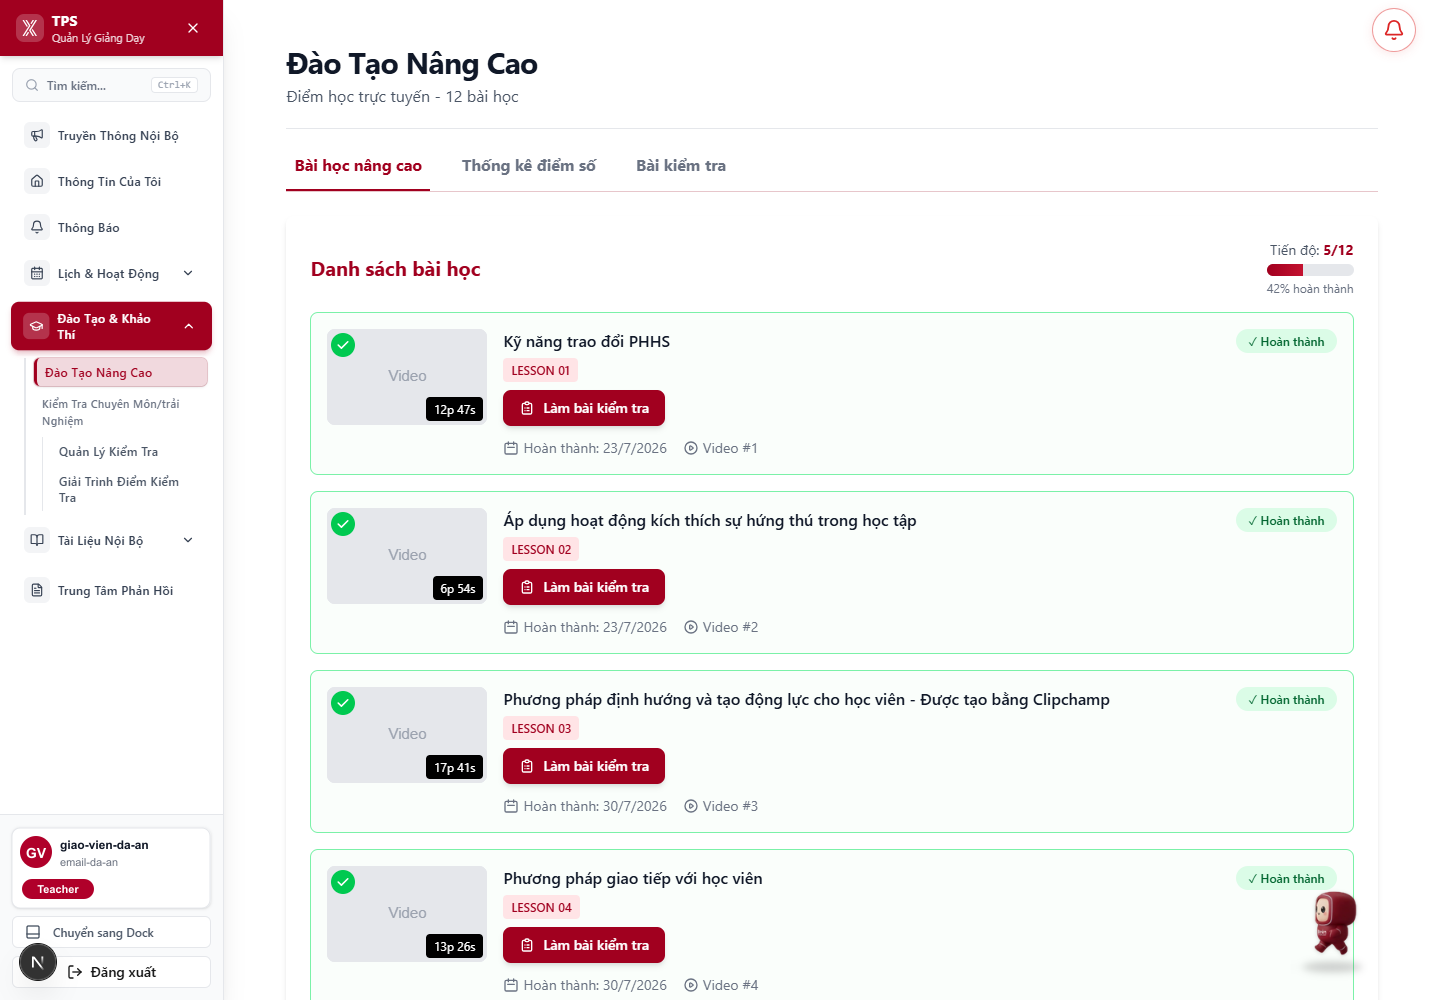 TPS
Quản Lý Giảng Dạy
Tìm kiếm...
Ctrl+K
Truyền Thông Nội Bộ
Thông Tin Của Tôi
Thông Báo
Lịch & Hoạt Động
Đào Tạo & Khảo
Thí
Đào Tạo Nâng Cao
Kiểm Tra Chuyên Môn/trải
Nghiệm
Quản Lý Kiểm Tra
Giải Trình Điểm Kiểm
Tra
Tài Liệu Nội Bộ
Trung Tâm Phản Hồi
GV
giao-vien-da-an
email-da-an
Teacher
Chuyển sang Dock
N
Đăng xuất
Đào Tạo Nâng Cao
Điểm học trực tuyến - 12 bài học
Bài học nâng cao
Thống kê điểm số
Bài kiểm tra
Danh sách bài học
Tiến độ: 5/12
42% hoàn thành
Video
12p 47s
Kỹ năng trao đổi PHHS
✓ Hoàn thành
LESSON 01
Làm bài kiểm tra
Hoàn thành: 23/7/2026
Video #1
Video
6p 54s
Áp dụng hoạt động kích thích sự hứng thú trong học tập
✓ Hoàn thành
LESSON 02
Làm bài kiểm tra
Hoàn thành: 23/7/2026
Video #2
Video
17p 41s
Phương pháp định hướng và tạo động lực cho học viên - Được tạo bằng Clipchamp
✓ Hoàn thành
LESSON 03
Làm bài kiểm tra
Hoàn thành: 30/7/2026
Video #3
Video
13p 26s
Phương pháp giao tiếp với học viên
✓ Hoàn thành
LESSON 04
Làm bài kiểm tra
Hoàn thành: 30/7/2026
Video #4